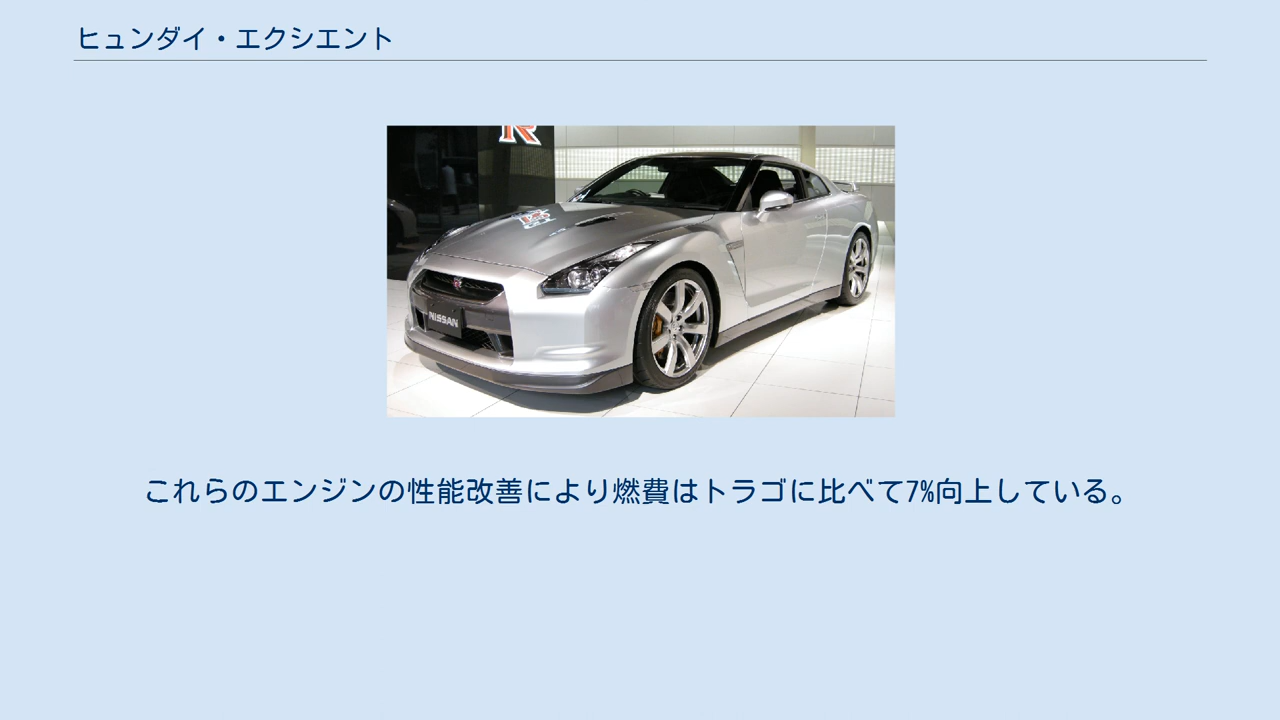 ヒュンダイ・エクシエント
R
NISSAN
これらのエンジンの性能改善により燃費はトラゴに比べて7%向上している。